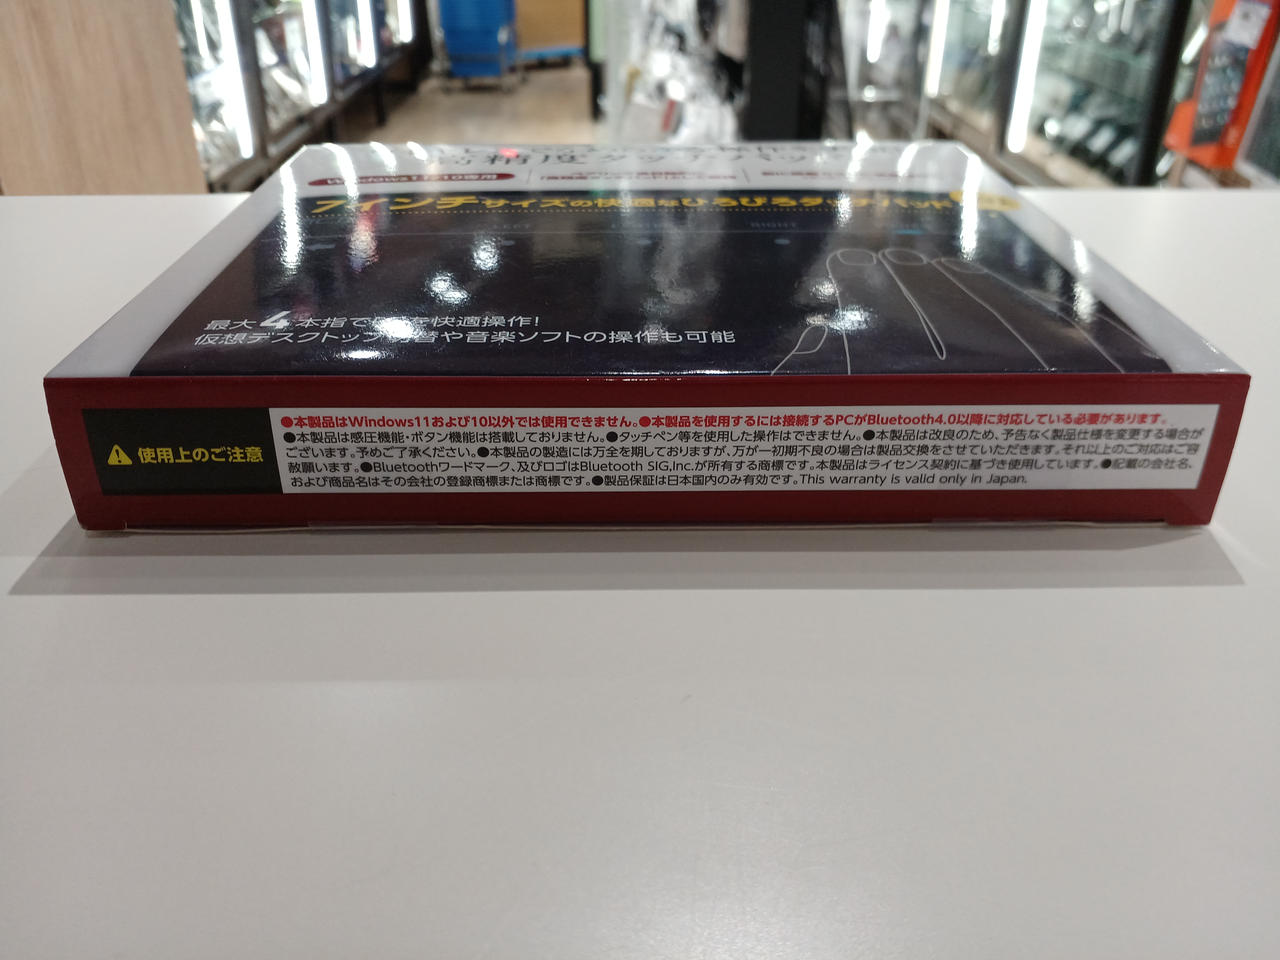 高精度タッチパッド
Windows11/10専用
7インチサイズの快適なひろびろタッチパッド
RIGHT
最大4本指で 快適操作!
仮想デスクトップ や音楽ソフトの操作も可能
使用上のご注意
●本製品はWindows11および10以外では使用できません。●本製品を使用するには接続するPCがBluetooth4.0以降に対応している必要があります。
●本製品は感圧機能・ボタン機能は搭載しておりません。●タッチペン等を使用した操作はできません。●本製品は改良のため、予告なく製品仕様を変更する場合が
ございます。予めご了承ください。●本製品の製造には万全を期しておりますが、万が一初期不良の場合は製品交換をさせていただきます。それ以上のご対応はご容
赦願います。●Bluetoothワードマーク、及びロゴはBluetooth SIG,Inc.が所有する商標です。本製品はライセンス契約に基づき使用しています。●記載の会社名、
および商品名はその会社の登録商標または商標です。●製品保証は日本国内のみ有効です。This warranty is valid only in Japan.